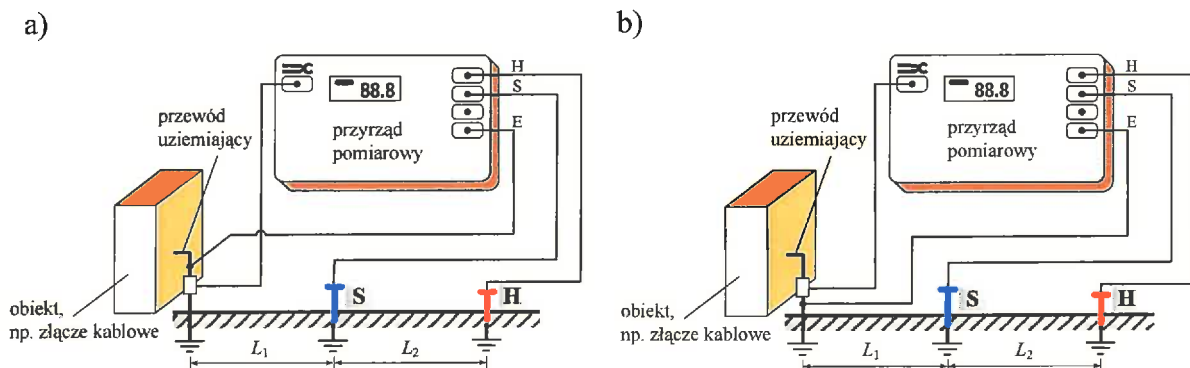 a)
H
S
E
88.8
przyrząd
pomiarowy
przewód
uziemiający
obiekt,
np. złącze kablowe
S
H
L1
L2
b)
H
S
E
88.8
przyrząd
pomiarowy
przewód
uziemiający
obiekt,
np. złącze kablowe
S
H
L1
L2